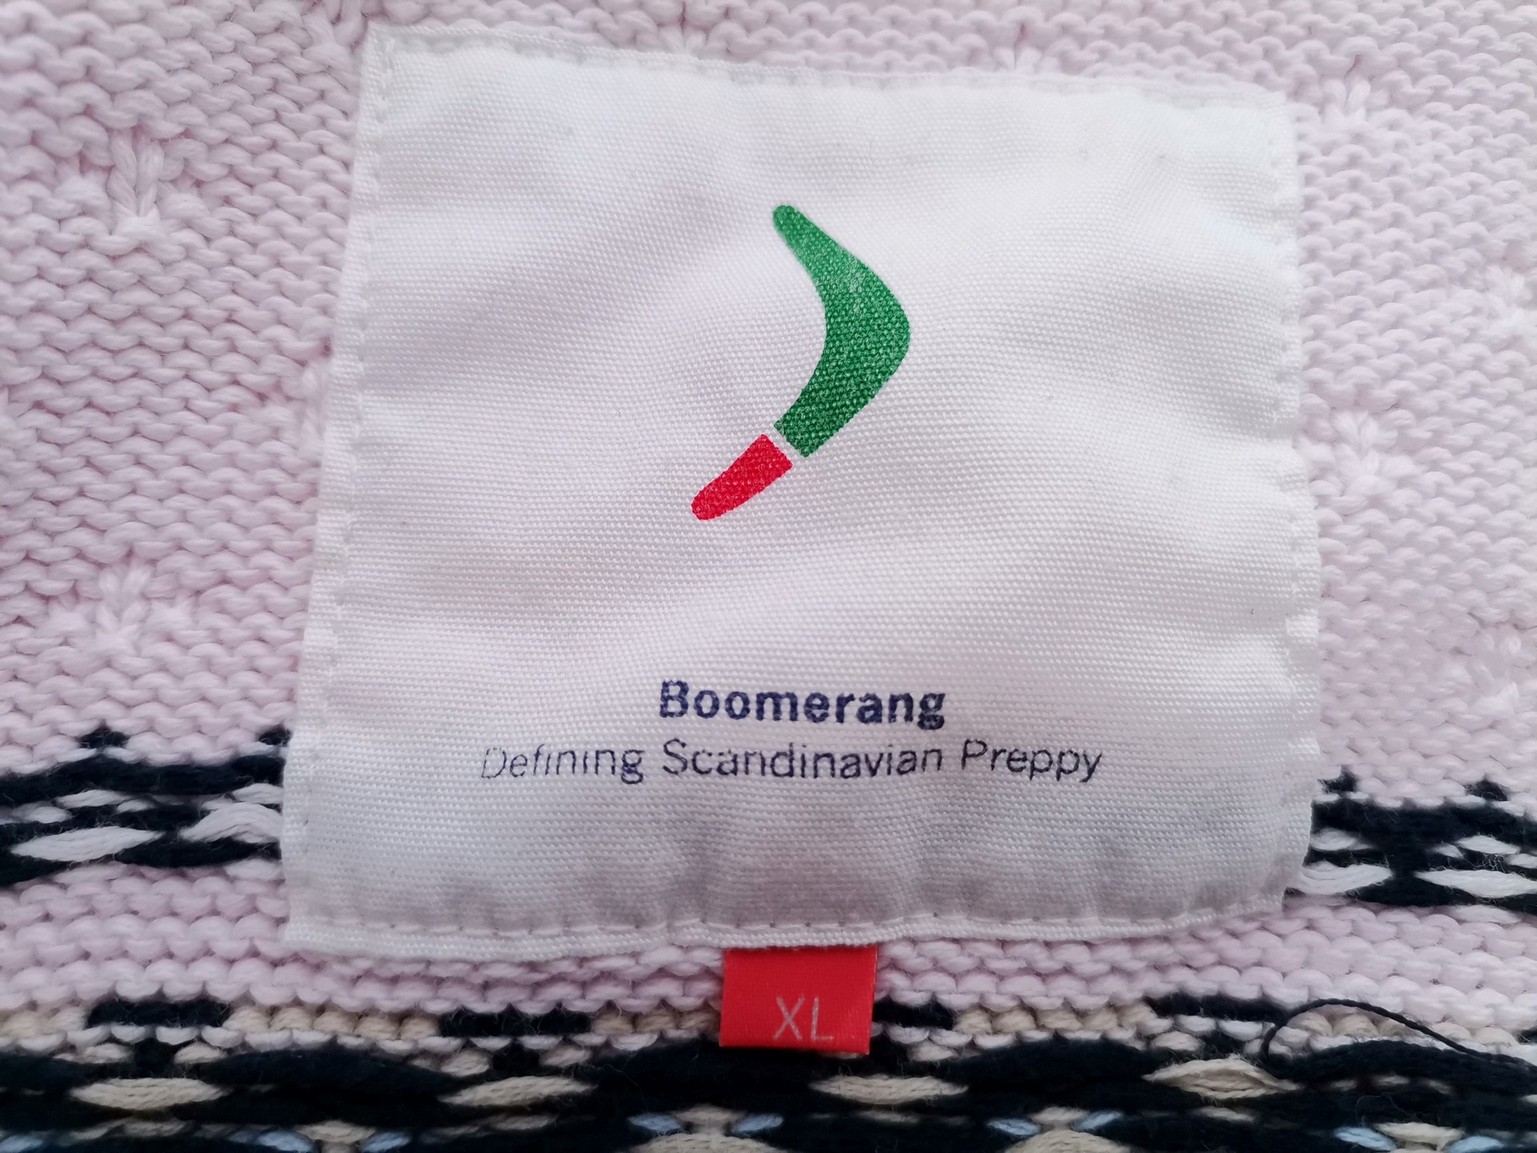 Boomerang
Defining Scandinavian Preppy
XL